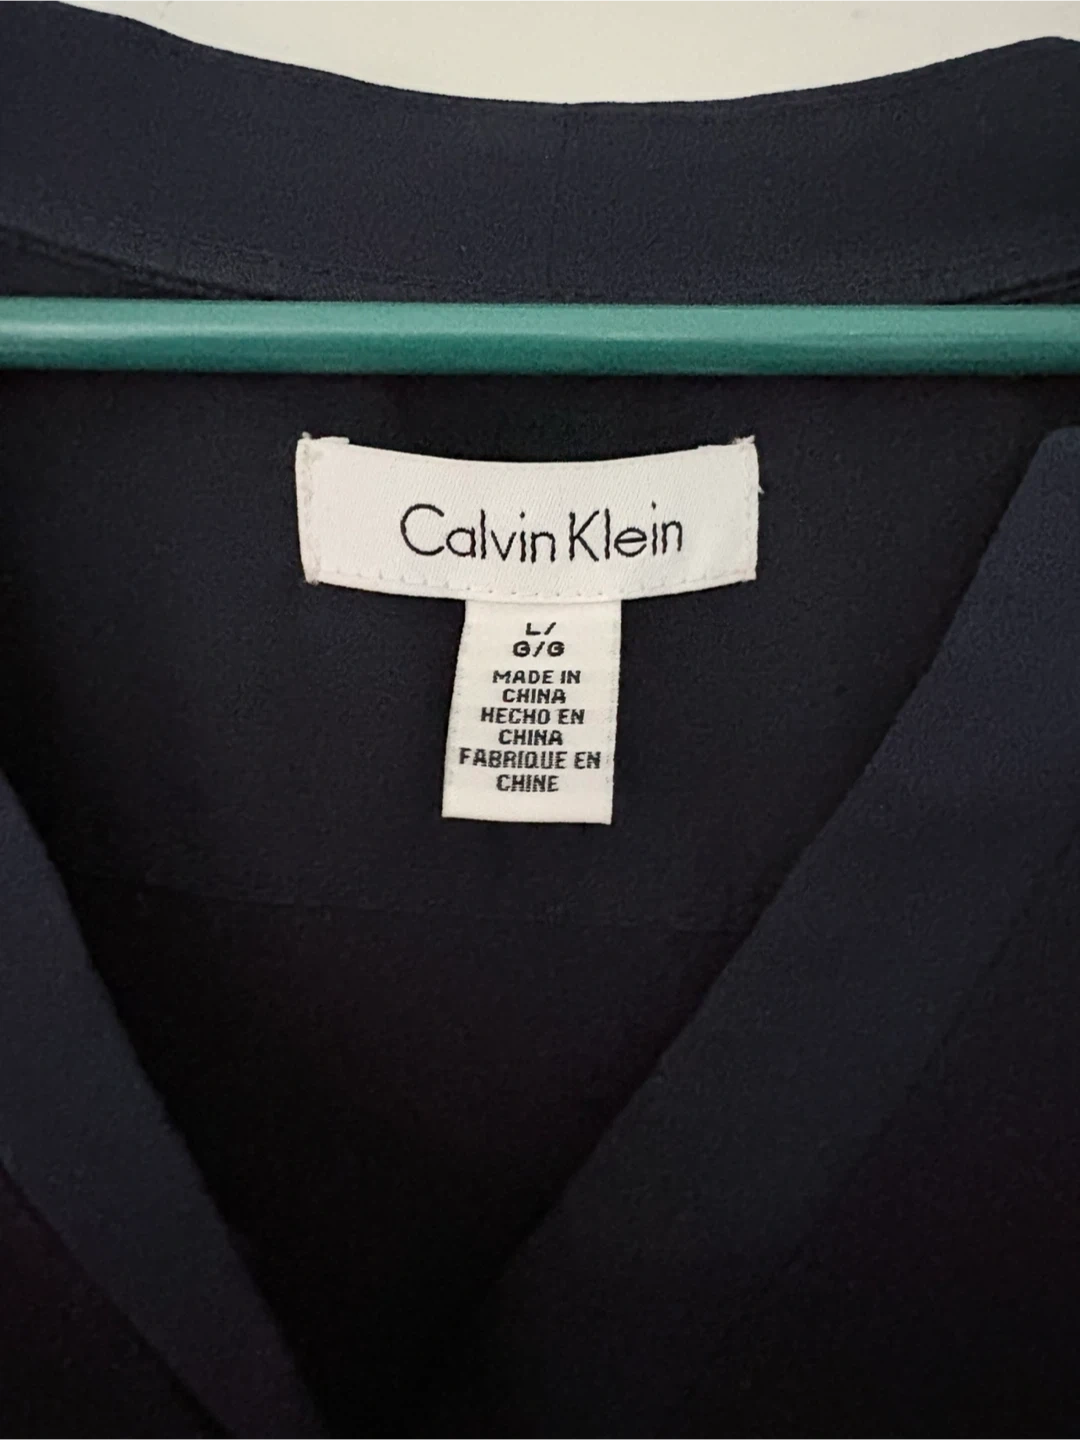 Calvin Klein
L/
G/G
MADE IN
CHINA
HECHO EN
CHINA
FABRIQUE EN
CHINE